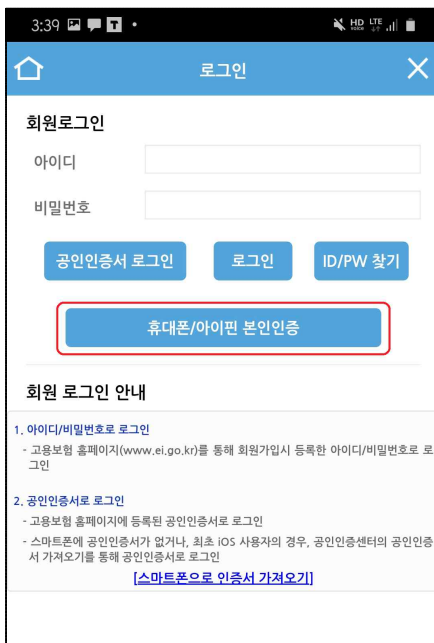 3:39 T HD voice LTE
로그인
회원로그인
아이디
비밀번호
공인인증서 로그인 로그인 ID/PW 찾기
휴대폰/아이핀 본인인증
회원 로그인 안내
1. 아이디/비밀번호로 로그인
- 고용보험 홈페이지(www.ei.go.kr)를 통해 회원가입시 등록한 아이디/비밀번호로 로
그인
2. 공인인증서로 로그인
- 고용보험 홈페이지에 등록된 공인인증서로 로그인
- 스마트폰에 공인인증서가 없거나, 최초 iOS 사용자의 경우, 공인인증센터의 공인인증
서 가져오기를 통해 공인인증서로 로그인
[스마트폰으로 인증서 가져오기]